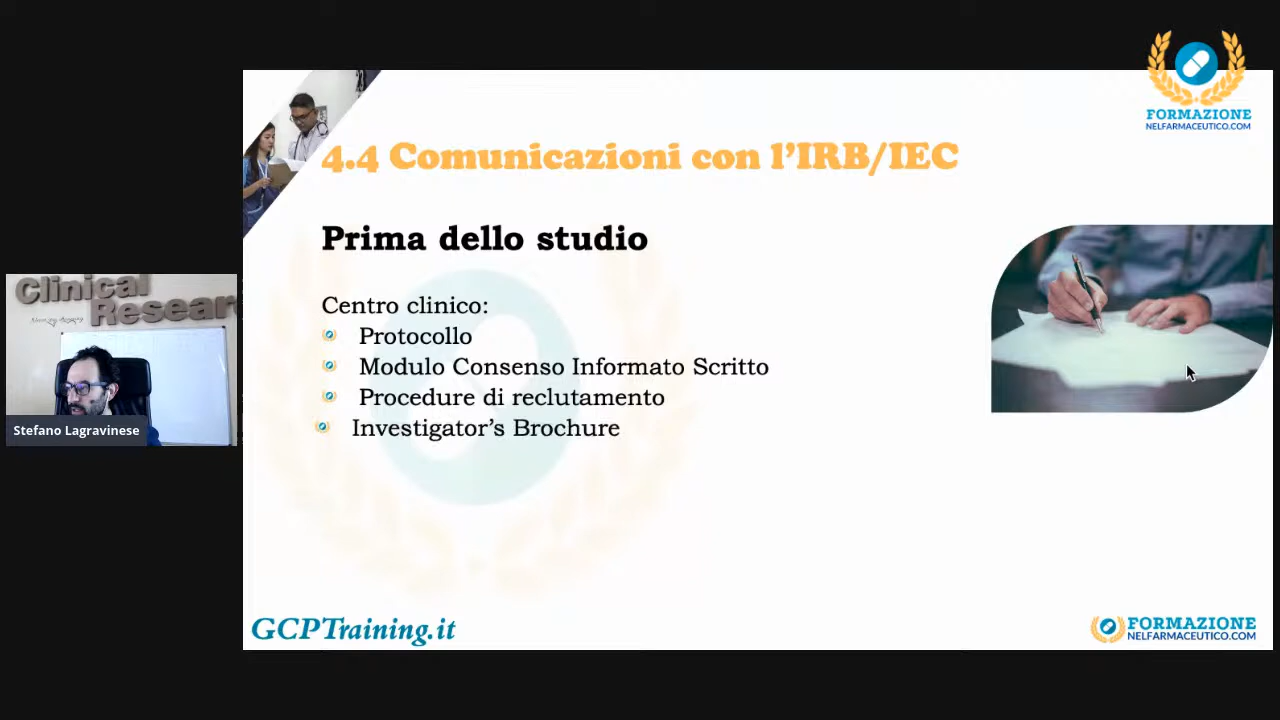 FORMAZIONE
NELFARMACEUTICO.COM
4.4 Comunicazioni con l'IRB/IEC
Prima dello studio
Centro clinico:
Protocollo
Modulo Consenso Informato Scritto
Procedure di reclutamento
Investigator's Brochure
Clinical
Resear
Stefano Lagravinese
GCPTraining.it
FORMAZIONE
NELFARMACEUTICO.COM